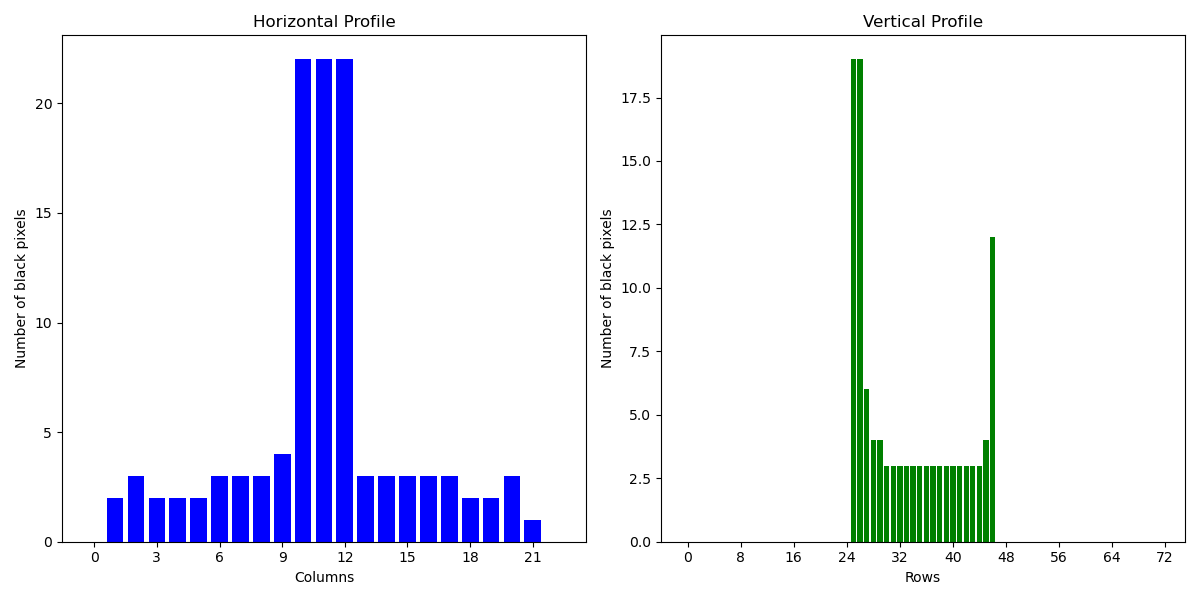 Horizontal Profile
Number of black pixels
20
15
10
5
0
0 3 6 9 12 15 18 21
Columns
Vertical Profile
Number of black pixels
17.5
15.0
12.5
10.0
7.5
5.0
2.5
0.0
0 8 16 24 32 40 48 56 64 72
Rows